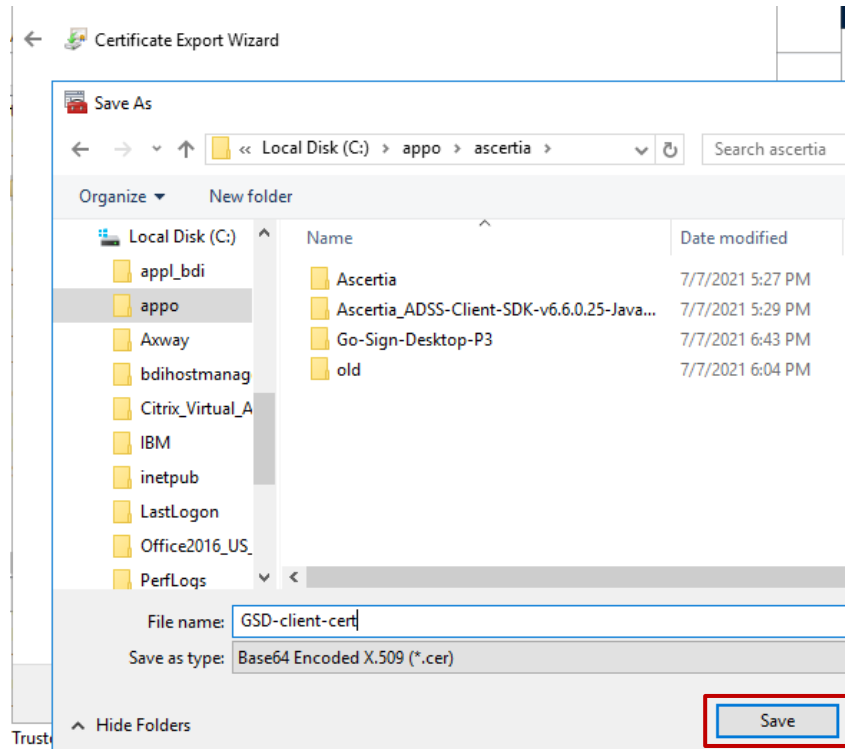 Certificate Export Wizard
Save As
« Local Disk (C:) › appo › ascertia ›
Search ascertia
Organize
New folder
Local Disk (C:)
appl_bdi
appo
Axway
bdihostmanag
Citrix_Virtual_A
IBM
inetpub
LastLogon
Office2016_US_
PerfLogs
Name
Date modified
Ascertia
7/7/2021 5:27 PM
Ascertia_ADSS-Client-SDK-v6.6.0.25-Java...
7/7/2021 5:29 PM
Go-Sign-Desktop-P3
7/7/2021 6:43 PM
old
7/7/2021 6:04 PM
File name: GSD-client-cert
Save as type: Base64 Encoded X.509 (*.cer)
Hide Folders
Save